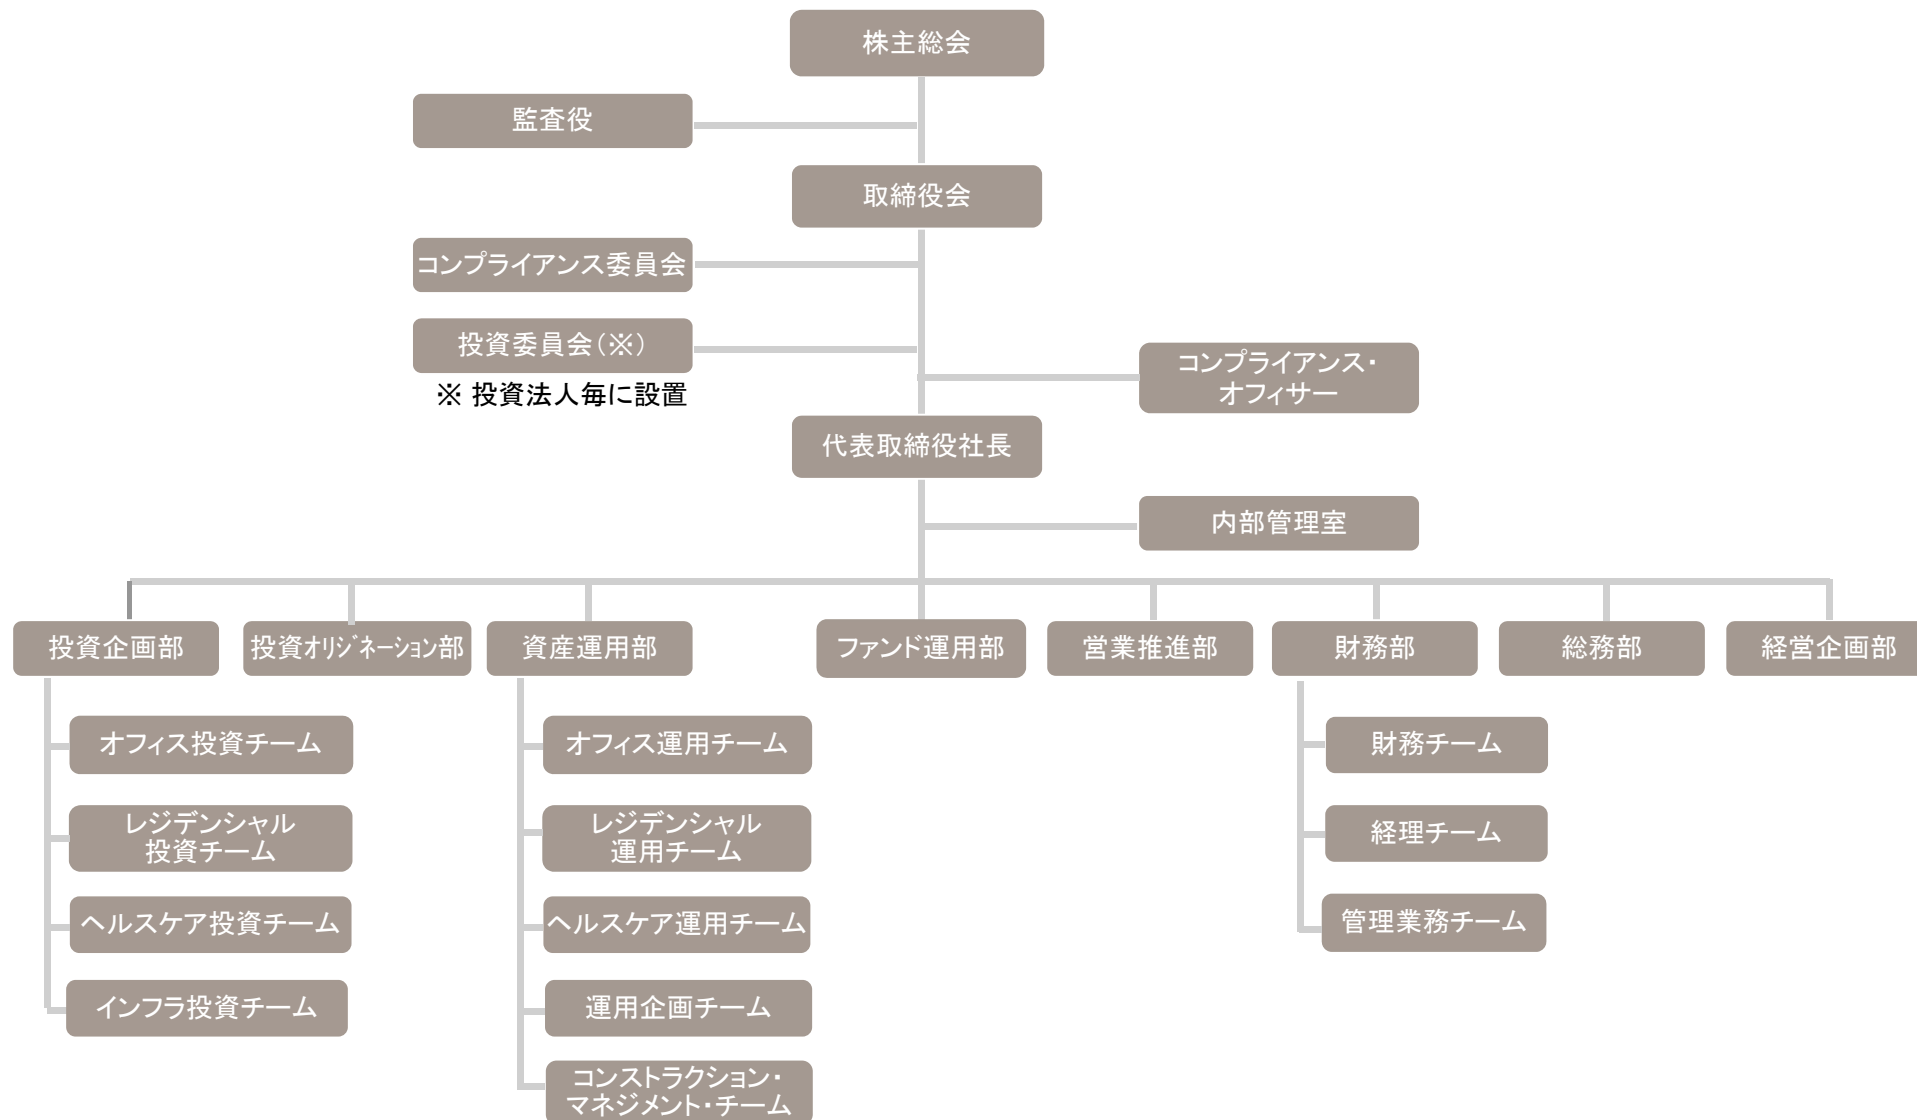 株主総会
監査役
取締役会
コンプライアンス委員会
投資委員会(※)
※ 投資法人毎に設置
コンプライアンス・
オフィサー
代表取締役社長
内部管理室
投資企画部
投資オリジネーション部
資産運用部
ファンド運用部
営業推進部
財務部
総務部
経営企画部
オフィス投資チーム
レジデンシャル
投資チーム
ヘルスケア投資チーム
インフラ投資チーム
オフィス運用チーム
レジデンシャル
運用チーム
ヘルスケア運用チーム
運用企画チーム
コンストラクション・
マネジメント・チーム
財務チーム
経理チーム
管理業務チーム